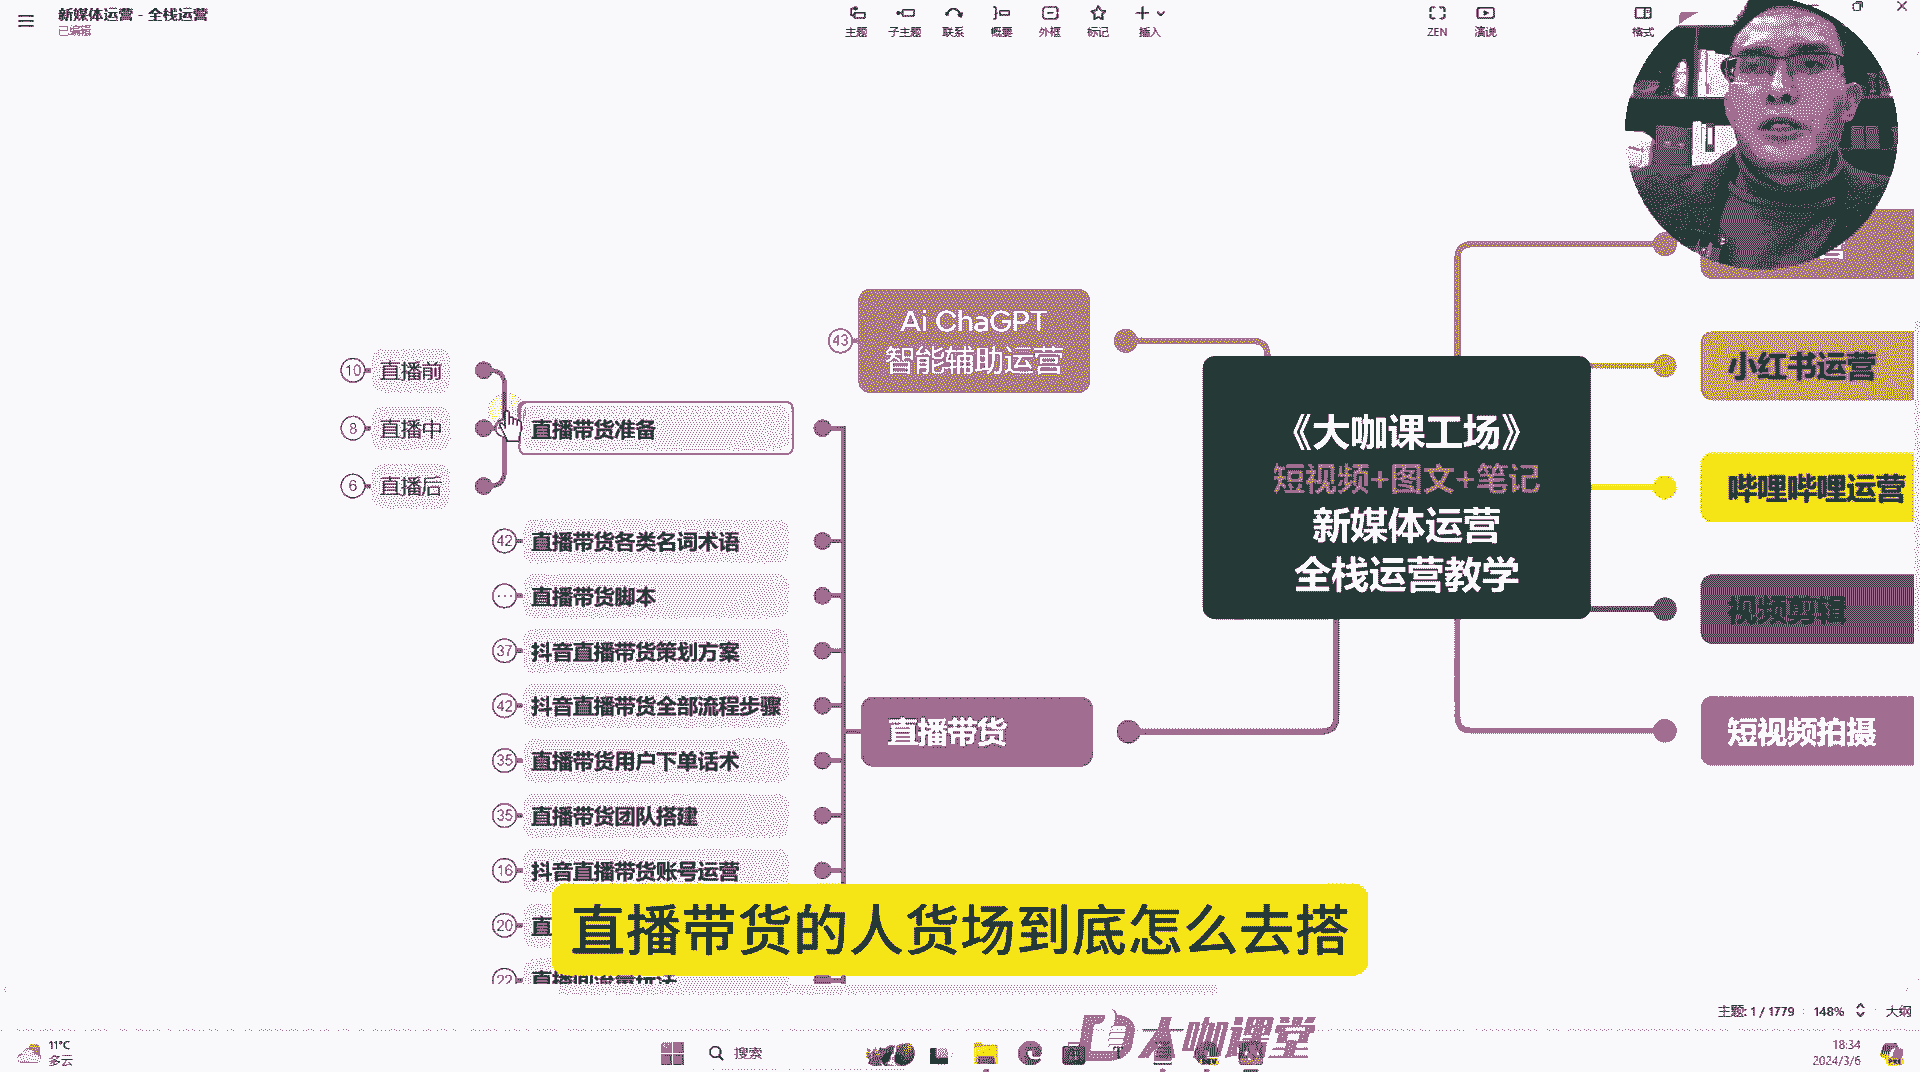 新媒体运营 - 全栈运营
已编辑
主题
子主题
联系
概要
外框
标记
插入
ZEN
演说
格式
Ai ChaGPT
智能辅助运营
43
《大咖课工场》
短视频+图文+笔记
新媒体运营
全栈运营教学
小红书运营
哔哩哔哩运营
视频剪辑
短视频拍摄
直播带货
10 直播前
8 直播中
6 直播后
直播带货准备
42 直播带货各类名词术语
直播带货脚本
37 抖音直播带货策划方案
42 抖音直播带货全部流程步骤
35 直播带货用户下单话术
35 直播带货团队搭建
16 抖音直播带货账号运营
20
22
直播带货的人货场到底怎么去搭
主题: 1 / 1779
148%
大纲
大咖课堂
11°C
多云
搜索
18:34
2024/3/6